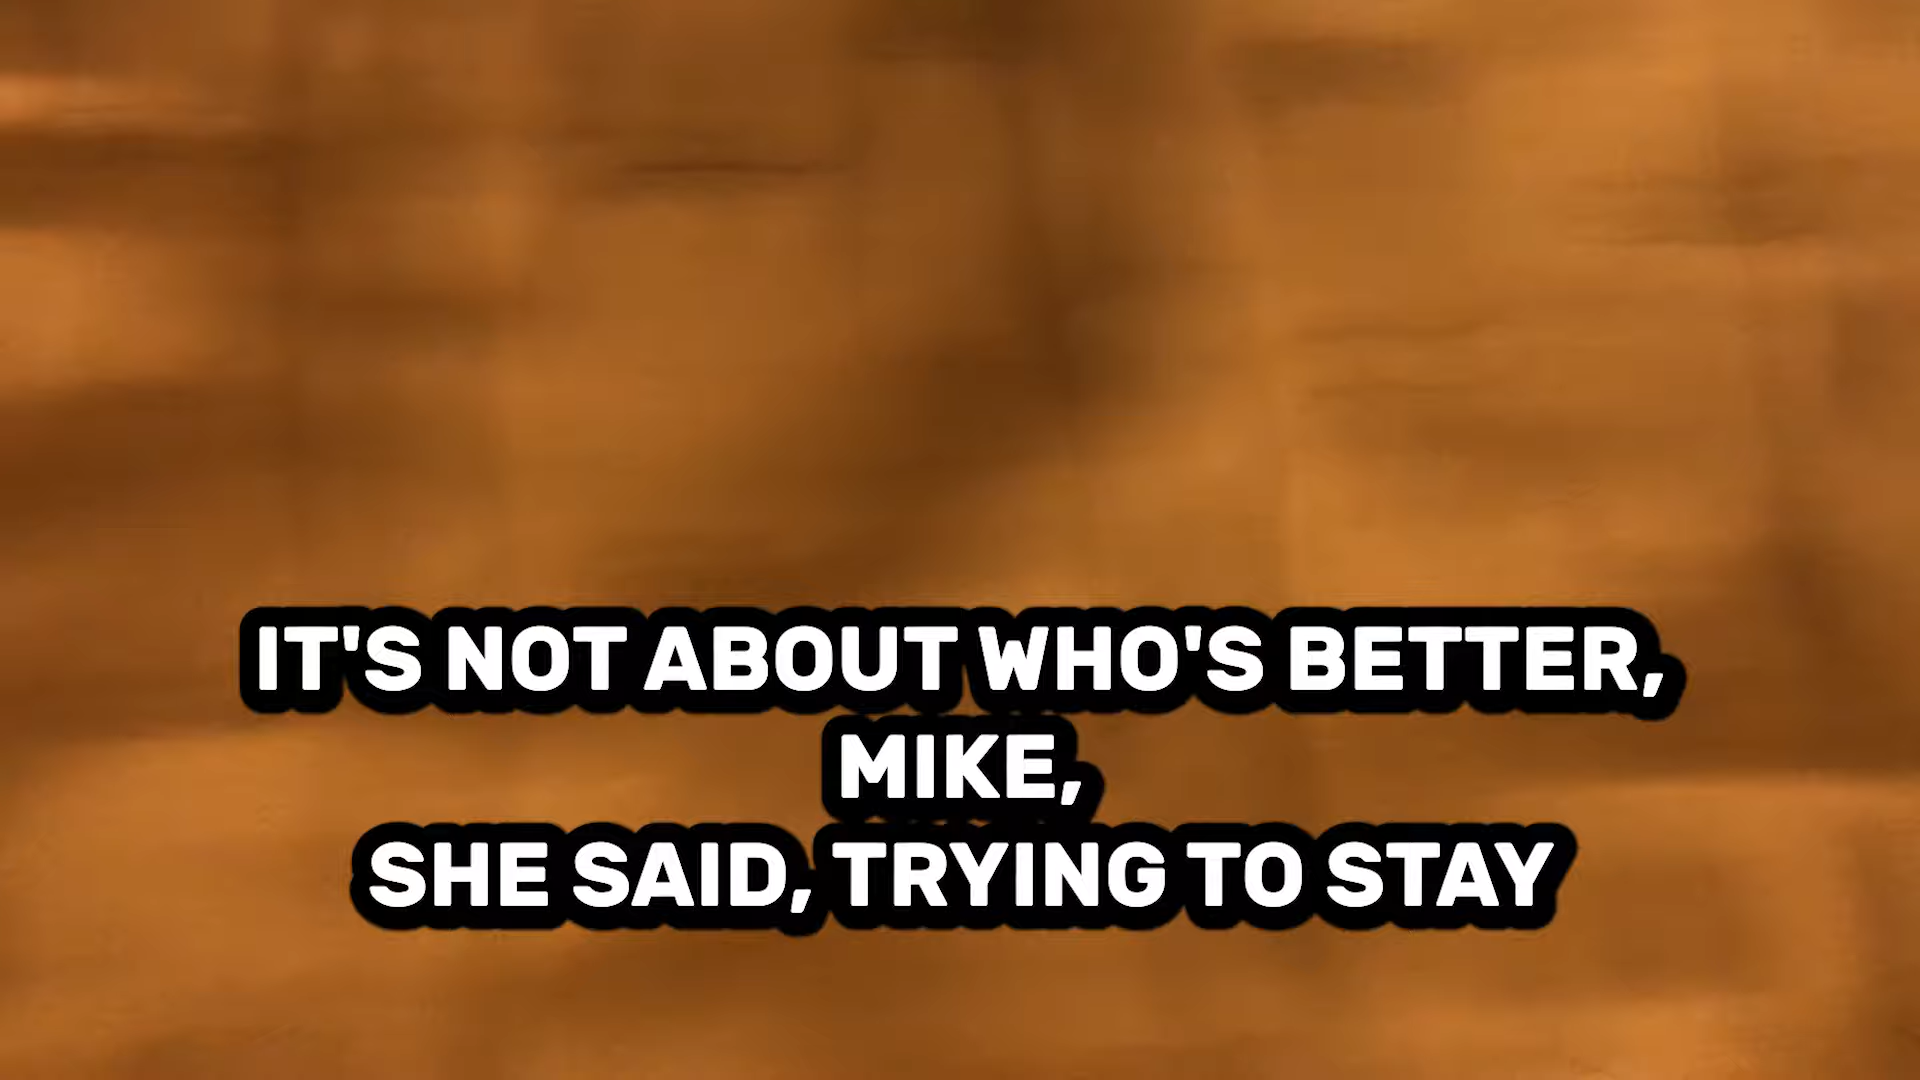 IT'S NOT ABOUT WHO'S BETTER,
MIKE,
SHE SAID, TRYING TO STAY